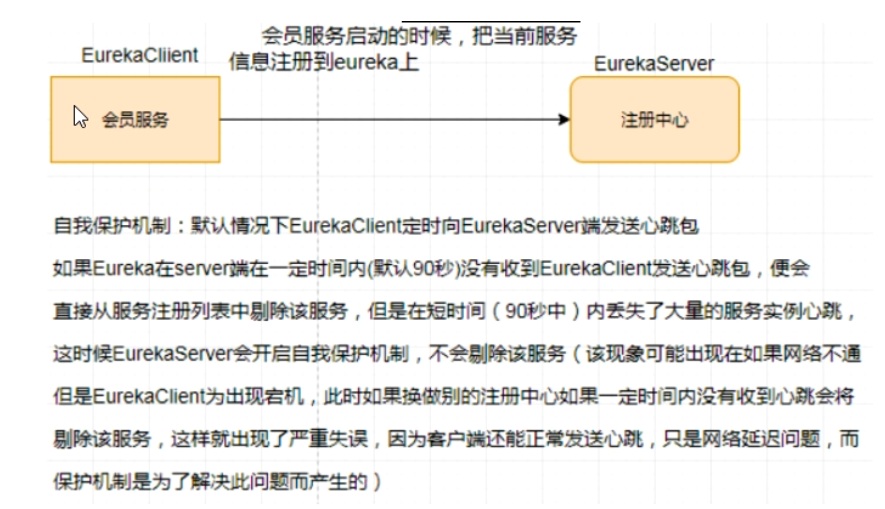 会员服务启动的时候，把当前服务
信息注册到eureka上
EurekaCliient
EurekaServer
会员服务
注册中心
自我保护机制：默认情况下EurekaClient定时向EurekaServer端发送心跳包
如果Eureka在server端在一定时间内(默认90秒)没有收到EurekaClient发送心跳包，便会
直接从服务注册列表中剔除该服务，但是在短时间（90秒中）内丢失了大量的服务实例心跳，
这时候EurekaServer会开启自我保护机制，不会剔除该服务（该现象可能出现在如果网络不通
但是EurekaClient为出现宕机，此时如果换做别的注册中心如果一定时间内没有收到心跳会将
剔除该服务，这样就出现了严重失误，因为客户端还能正常发送心跳，只是网络延迟问题，而
保护机制是为了解决此问题而产生的）